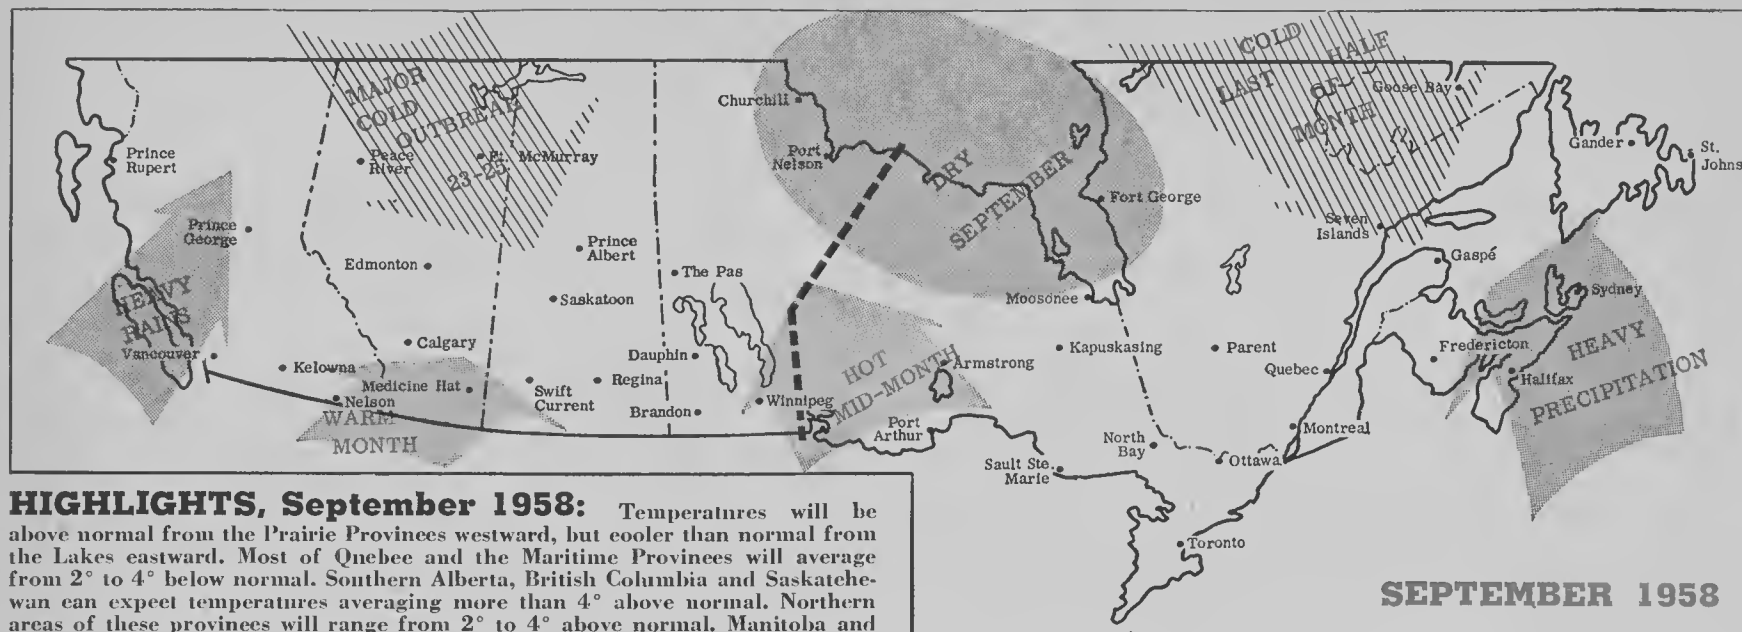 MAJOR
COLD
OUTBREAK
23-25
COLD
LAST HALF
OF
MONTH
Goose Bay
Churchill
Port
Nelson
DRY
SEPTEMBER
Fort George
Gander
St.
Johns
Prince
Rupert
Peace
River
Ft. McMurray
Prince
George
Seven
Islands
Edmonton
Prince
Albert
The Pas
Gaspé
Saskatoon
Moosonee
Sydney
HEAVY
RAINS
Vancouver
Calgary
Dauphin
HOT
MID-MONTH
Armstrong
Kapuskasing
Parent
Fredericton
HEAVY
PRECIPITATION
Kelowna
Medicine Hat
Swift
Current
Regina
Quebec
Halifax
Nelson
WARM
MONTH
Brandon
Winnipeg
Port
Arthur
North
Bay
Montreal
Sault Ste.
Marie
Ottawa
Toronto
SEPTEMBER 1958
HIGHLIGHTS, September 1958: Temperatures will be
above normal from the Prairie Provinces westward, but cooler than normal from
the Lakes eastward. Most of Quebec and the Maritime Provinces will average
from 2° to 4° below normal. Southern Alberta, British Columbia and Saskatche-
wan can expect temperatures averaging more than 4° above normal. Northern
areas of these provinces will range from 2° to 4° above normal. Manitoba and